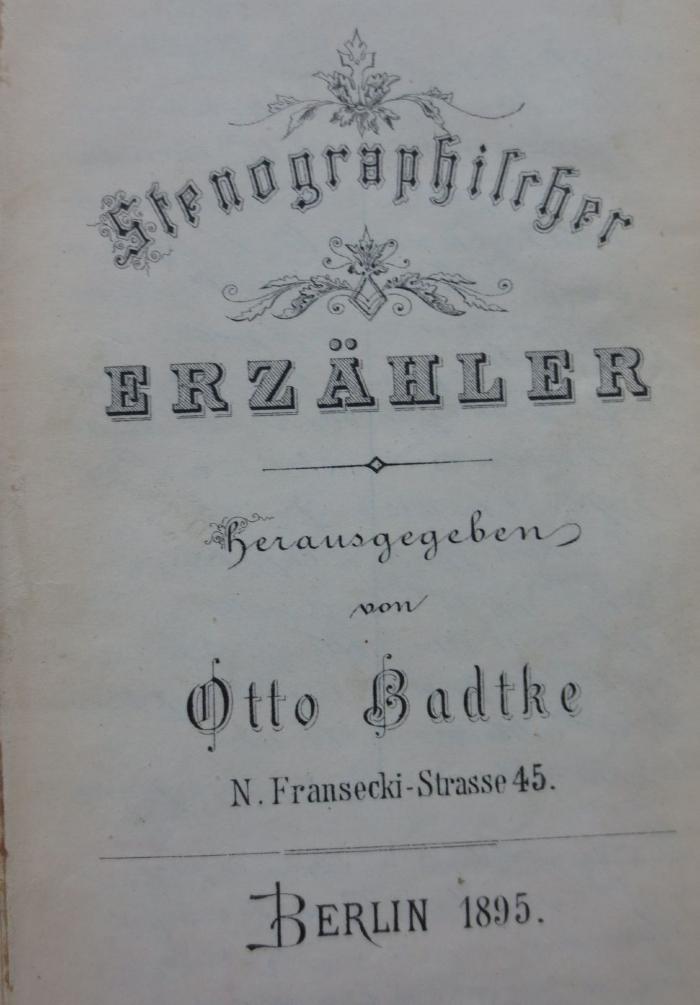 Stenographiſcher
ERZÄHLER
herausgegeben
von
Otto Badtke
N. Fransecki-Strasse 45.
BERLIN 1895.